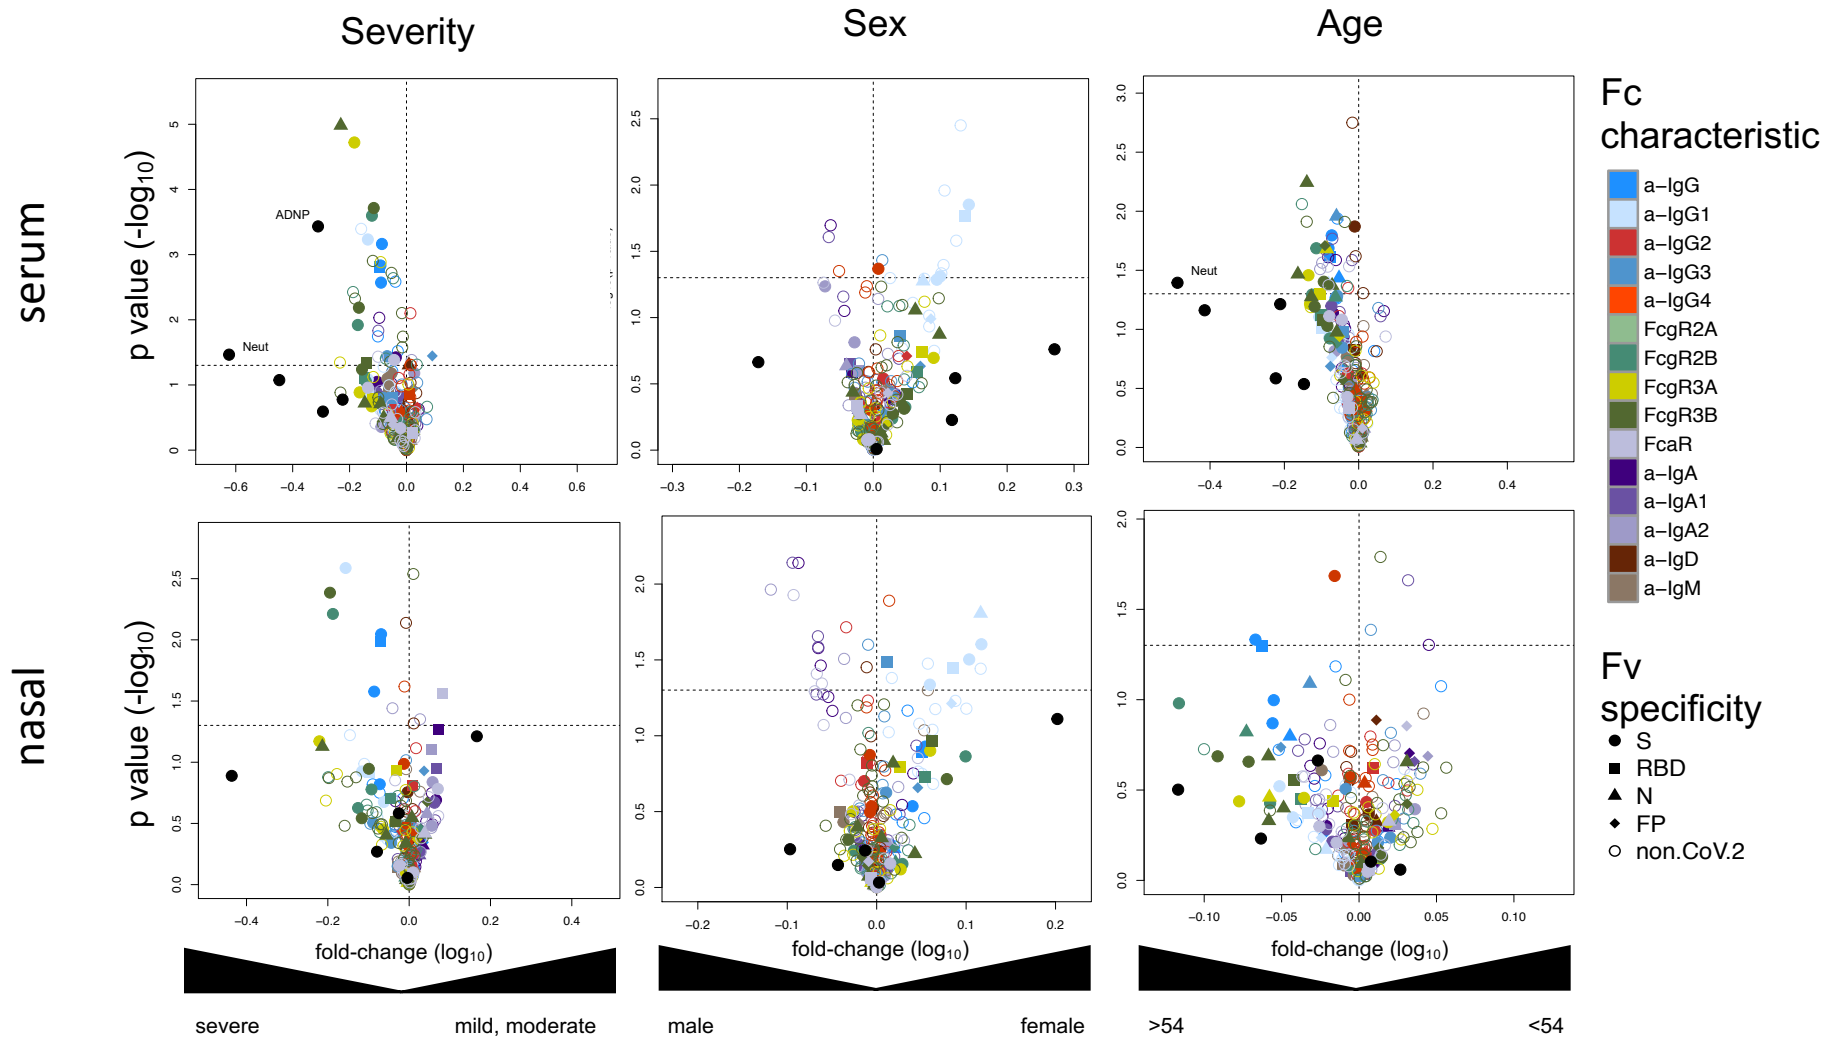 Severity
Sex
Age
serum
p value (-log10)
0
1
2
3
4
5
ADNP
Neut
−0.6
−0.4
−0.2
0.0
0.2
0.4
0.6
0.0
0.5
1.0
1.5
2.0
2.5
−0.3
−0.2
−0.1
0.0
0.1
0.2
0.3
0.0
0.5
1.0
1.5
2.0
2.5
3.0
Neut
−0.4
−0.2
0.0
0.2
0.4
nasal
p value (-log10)
0.0
0.5
1.0
1.5
2.0
2.5
−0.4
−0.2
0.0
0.2
0.4
fold-change (log10)
0.0
0.5
1.0
1.5
2.0
−0.2
−0.1
0.0
0.1
0.2
fold-change (log10)
0.0
0.5
1.0
1.5
2.0
−0.10
−0.05
0.00
0.05
0.10
fold-change (log10)
severe
mild, moderate
male
female
>54
<54
Fc
characteristic
a−IgG
a−IgG1
a−IgG2
a−IgG3
a−IgG4
FcgR2A
FcgR2B
FcgR3A
FcgR3B
FcaR
a−IgA
a−IgA1
a−IgA2
a−IgD
a−IgM
Fv
specificity
S
RBD
N
FP
non.CoV.2